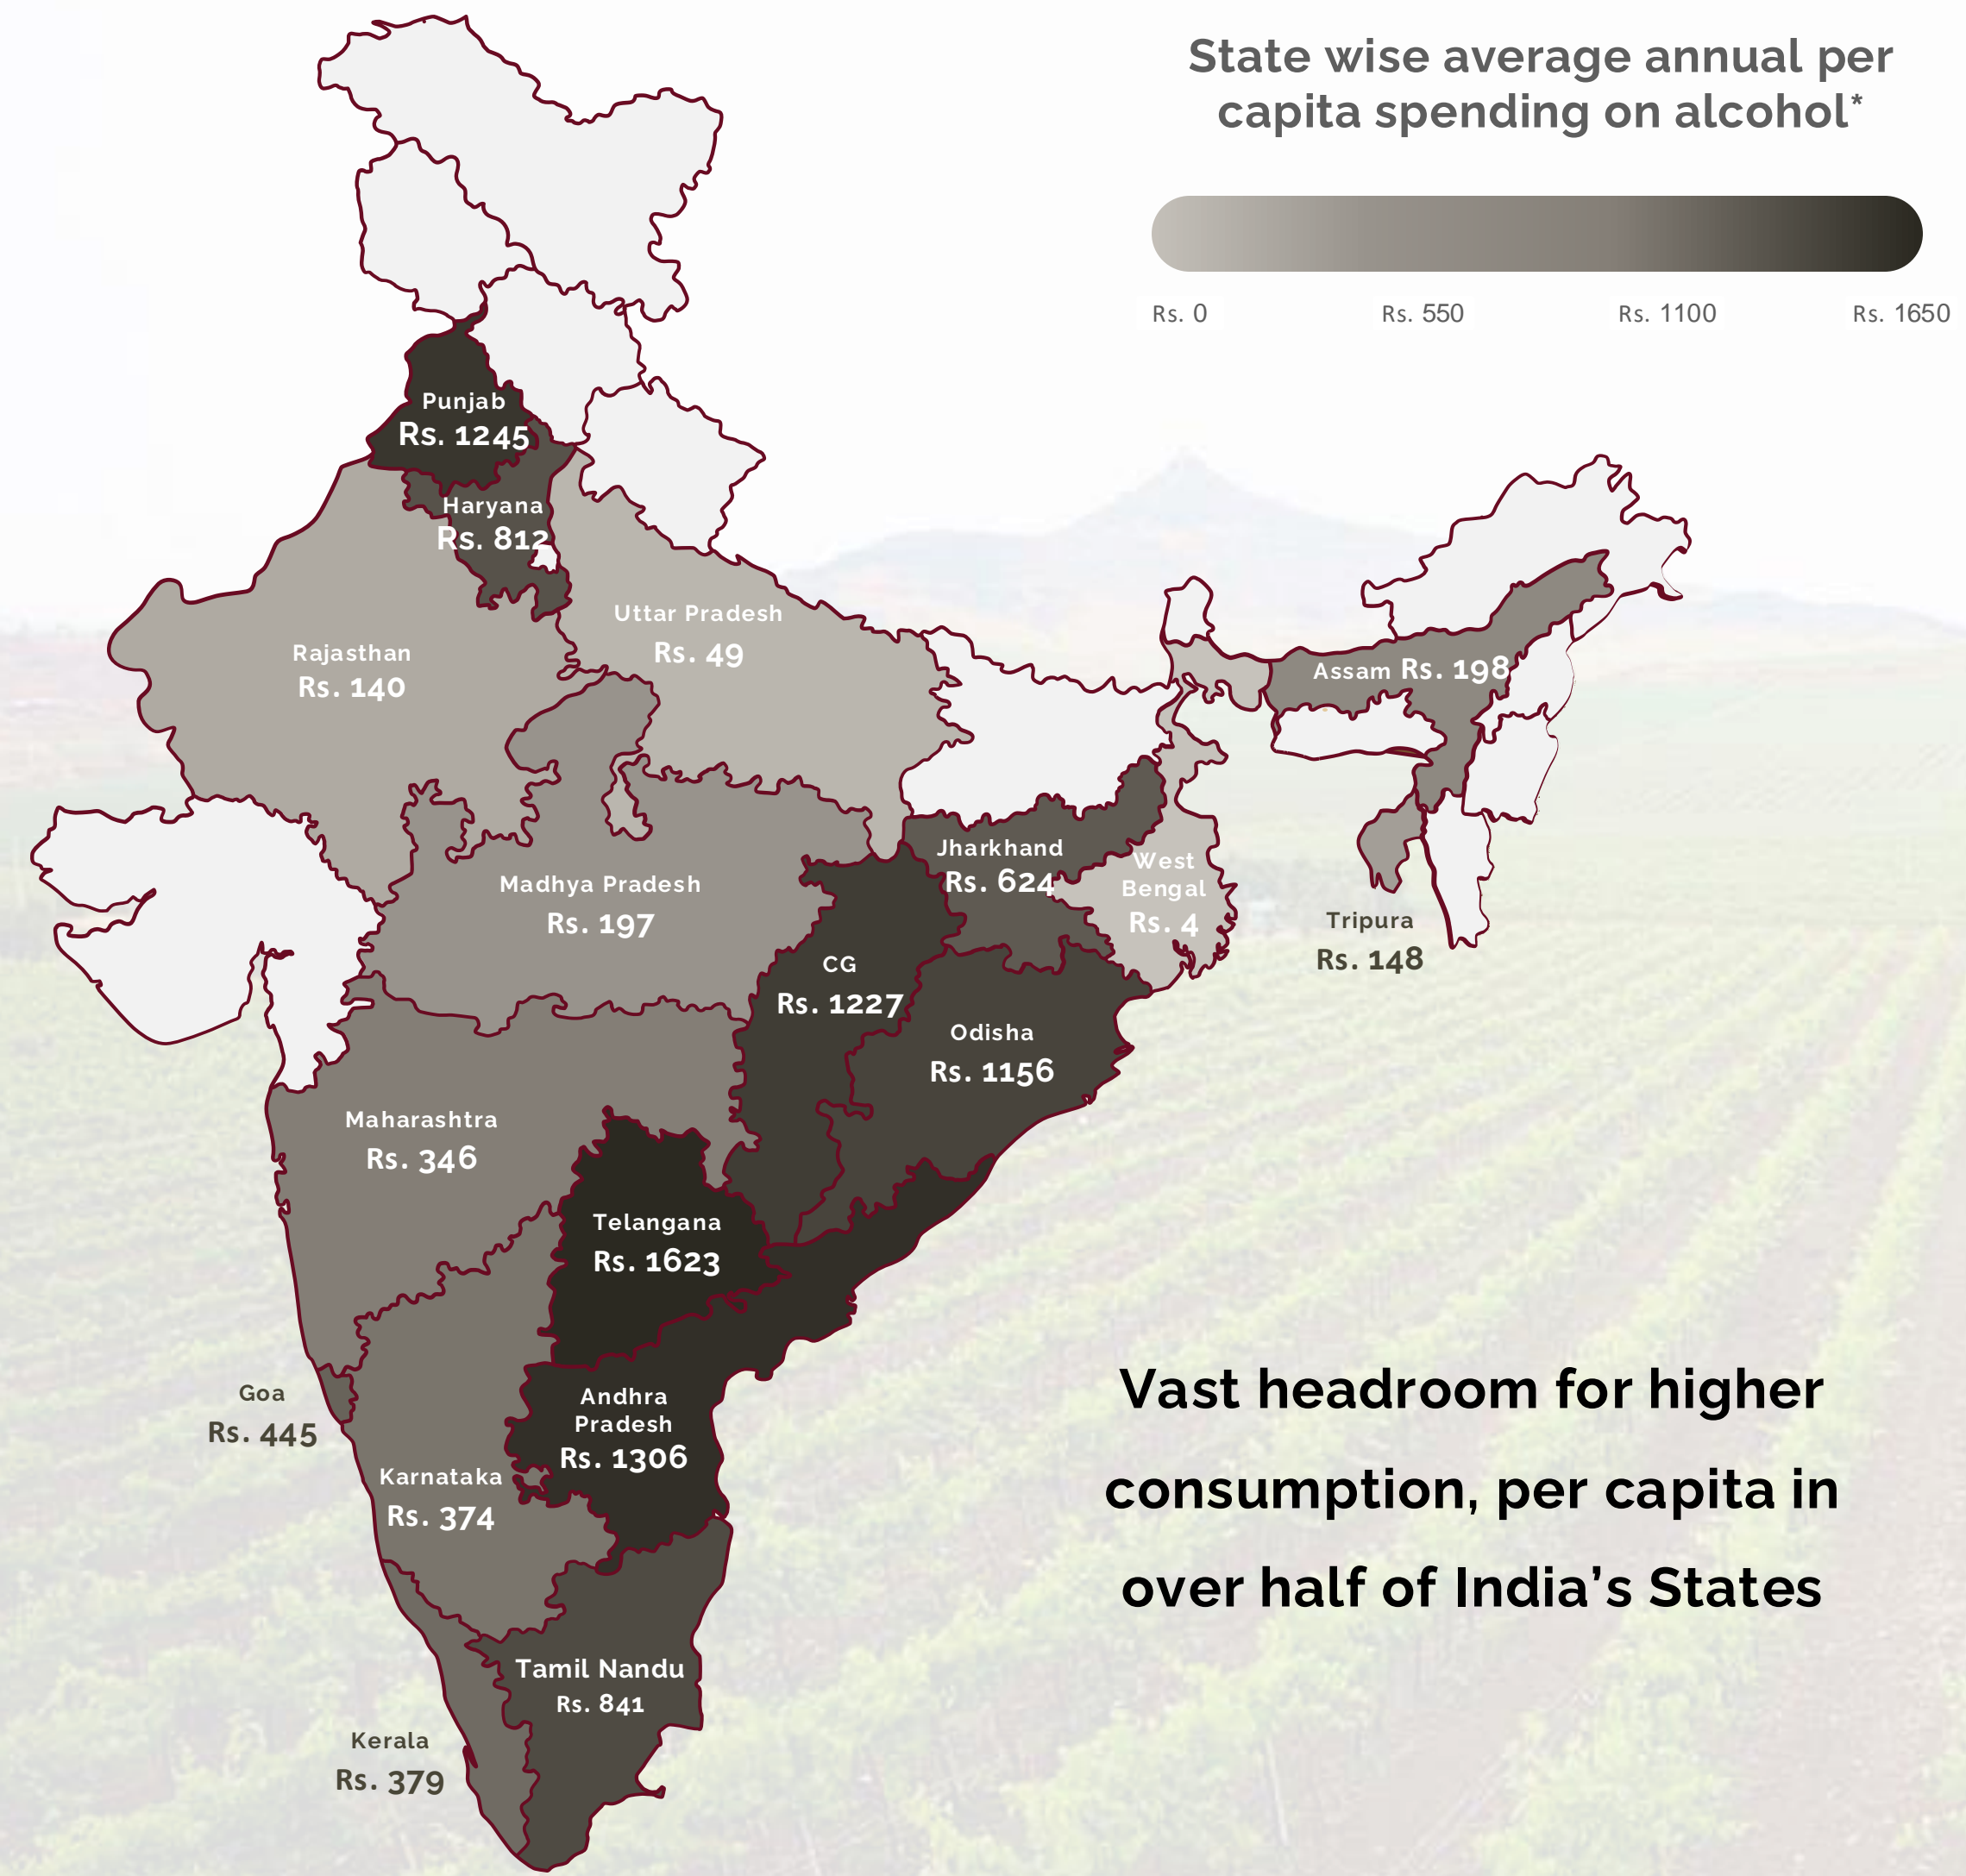 State wise average annual per
capita spending on alcohol*
Rs. 0
Rs. 550
Rs. 1100
Rs. 1650
Punjab
Rs. 1245
Haryana
Rs. 812
Uttar Pradesh
Rs. 49
Rajasthan
Rs. 140
Assam Rs. 198
Jharkhand
Rs. 624
West
Bengal
Rs. 4
Madhya Pradesh
Rs. 197
Tripura
Rs. 148
CG
Rs. 1227
Odisha
Rs. 1156
Maharashtra
Rs. 346
Telangana
Rs. 1623
Goa
Rs. 445
Andhra
Pradesh
Rs. 1306
Karnataka
Rs. 374
Tamil Nandu
Rs. 841
Kerala
Rs. 379
Vast headroom for higher
consumption, per capita in
over half of India’s States